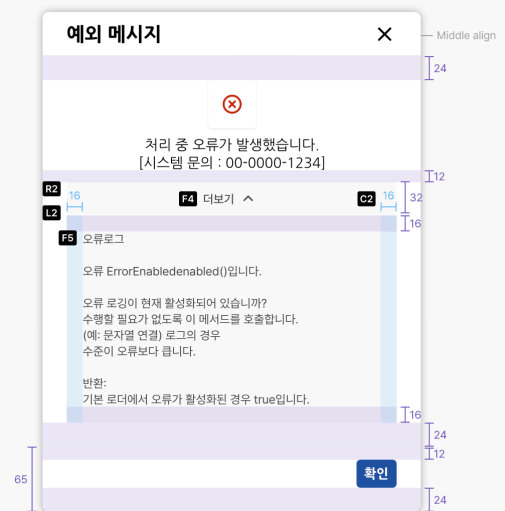 예외 메시지
Middle align
24
처리 중 오류가 발생했습니다.
[시스템 문의 : 00-0000-1234]
12
R2
16
F4 더보기
C2
16
32
L2
16
F5 오류로그
오류 ErrorEnabledenabled()입니다.
오류 로깅이 현재 활성화되어 있습니까?
수행할 필요가 없도록 이 메서드를 호출합니다.
(예: 문자열 연결) 로그의 경우
수준이 오류보다 큽니다.
반환:
기본 로더에서 오류가 활성화된 경우 true입니다.
16
24
12
65
확인
24